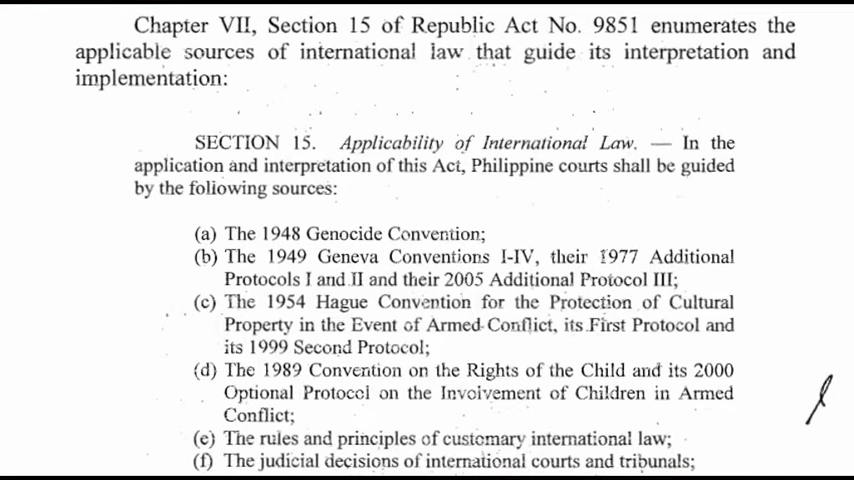 Chapter VII, Section 15 of Republic Act No. 9851 enumerates the
applicable sources of international law that guide its interpretation and
implementation:
SECTION 15. Applicability of International Law. — In the
application and interpretation of this Act, Philippine courts shall be guided
by the following sources:
(a) The 1948 Genocide Convention;
(b) The 1949 Geneva Conventions I-IV, their 1977 Additional
Protocols I and II and their 2005 Additional Protocol III;
(c) The 1954 Hague Convention for the Protection of Cultural
Property in the Event of Armed Conflict, its First Protocol and
its 1999 Second Protocol;
(d) The 1989 Convention on the Rights of the Child and its 2000
Optional Protocol on the Involvement of Children in Armed
Conflict;
(e) The rules and principles of customary international law;
(f) The judicial decisions of international courts and tribunals;